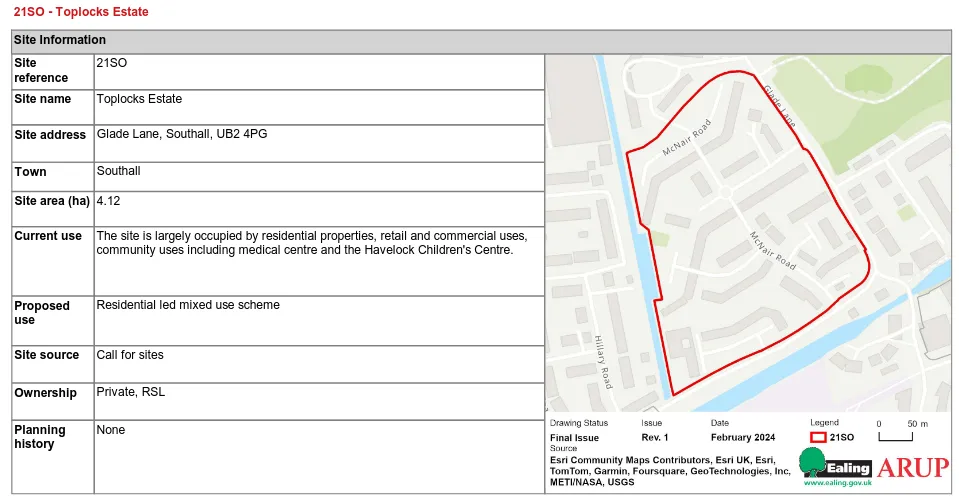 21SO - Toplocks Estate
Site Information
Site
reference
21SO
Site name
Toplocks Estate
Site address
Glade Lane, Southall, UB2 4PG
Town
Southall
Site area (ha)
4.12
Current use
The site is largely occupied by residential properties, retail and commercial uses,
community uses including medical centre and the Havelock Children's Centre.
Proposed
use
Residential led mixed use scheme
Site source
Call for sites
Ownership
Private, RSL
Planning
history
None
Glade Lane
McNair Road
McNair Road
Hillary Road
Drawing Status
Issue
Date
Legend
0 50 m
Final Issue
Rev. 1
February 2024
21SO
Source
Esri Community Maps Contributors, Esri UK, Esri,
TomTom, Garmin, Foursquare, GeoTechnologies, Inc,
METI/NASA, USGS
Ealing
www.ealing.gov.uk
ARUP